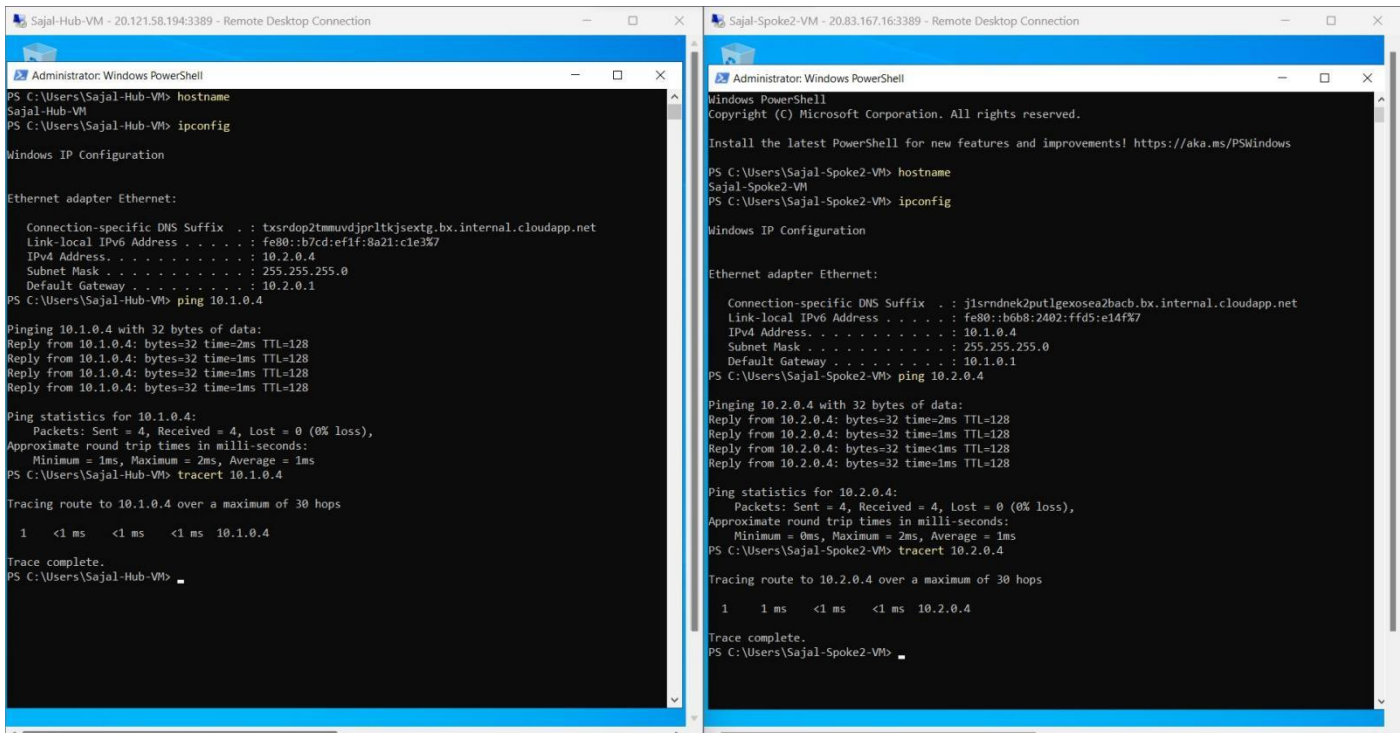 Sajal-Hub-VM - 20.121.58.194:3389 - Remote Desktop Connection
Administrator: Windows PowerShell
PS C:\Users\Sajal-Hub-VM> hostname
Sajal-Hub-VM
PS C:\Users\Sajal-Hub-VM> ipconfig
Windows IP Configuration
Ethernet adapter Ethernet:
Connection-specific DNS Suffix . : txsrdop2tmmuvdjprltkjsextg.bx.internal.cloudapp.net
Link-local IPv6 Address . . . . . : fe80::b7cd:ef1f:8a21:c1e3%7
IPv4 Address. . . . . . . . . . . : 10.2.0.4
Subnet Mask . . . . . . . . . . . : 255.255.255.0
Default Gateway . . . . . . . . . : 10.2.0.1
PS C:\Users\Sajal-Hub-VM> ping 10.1.0.4
Pinging 10.1.0.4 with 32 bytes of data:
Reply from 10.1.0.4: bytes=32 time=2ms TTL=128
Reply from 10.1.0.4: bytes=32 time=1ms TTL=128
Reply from 10.1.0.4: bytes=32 time=1ms TTL=128
Reply from 10.1.0.4: bytes=32 time=1ms TTL=128
Ping statistics for 10.1.0.4:
Packets: Sent = 4, Received = 4, Lost = 0 (0% loss),
Approximate round trip times in milli-seconds:
Minimum = 1ms, Maximum = 2ms, Average = 1ms
PS C:\Users\Sajal-Hub-VM> tracert 10.1.0.4
Tracing route to 10.1.0.4 over a maximum of 30 hops
1 <1 ms <1 ms <1 ms 10.1.0.4
Trace complete.
PS C:\Users\Sajal-Hub-VM>
Sajal-Spoke2-VM - 20.83.167.16:3389 - Remote Desktop Connection
Administrator: Windows PowerShell
Windows PowerShell
Copyright (C) Microsoft Corporation. All rights reserved.
Install the latest PowerShell for new features and improvements! https://aka.ms/PSWindows
PS C:\Users\Sajal-Spoke2-VM> hostname
Sajal-Spoke2-VM
PS C:\Users\Sajal-Spoke2-VM> ipconfig
Windows IP Configuration
Ethernet adapter Ethernet:
Connection-specific DNS Suffix . : j1srndnek2putlgexosea2bacb.bx.internal.cloudapp.net
Link-local IPv6 Address . . . . . : fe80::b6b8:2402:ffd5:e14f%7
IPv4 Address. . . . . . . . . . . : 10.1.0.4
Subnet Mask . . . . . . . . . . . : 255.255.255.0
Default Gateway . . . . . . . . . : 10.1.0.1
PS C:\Users\Sajal-Spoke2-VM> ping 10.2.0.4
Pinging 10.2.0.4 with 32 bytes of data:
Reply from 10.2.0.4: bytes=32 time=2ms TTL=128
Reply from 10.2.0.4: bytes=32 time=1ms TTL=128
Reply from 10.2.0.4: bytes=32 time<1ms TTL=128
Reply from 10.2.0.4: bytes=32 time=1ms TTL=128
Ping statistics for 10.2.0.4:
Packets: Sent = 4, Received = 4, Lost = 0 (0% loss),
Approximate round trip times in milli-seconds:
Minimum = 0ms, Maximum = 2ms, Average = 1ms
PS C:\Users\Sajal-Spoke2-VM> tracert 10.2.0.4
Tracing route to 10.2.0.4 over a maximum of 30 hops
1 1 ms <1 ms <1 ms 10.2.0.4
Trace complete.
PS C:\Users\Sajal-Spoke2-VM>